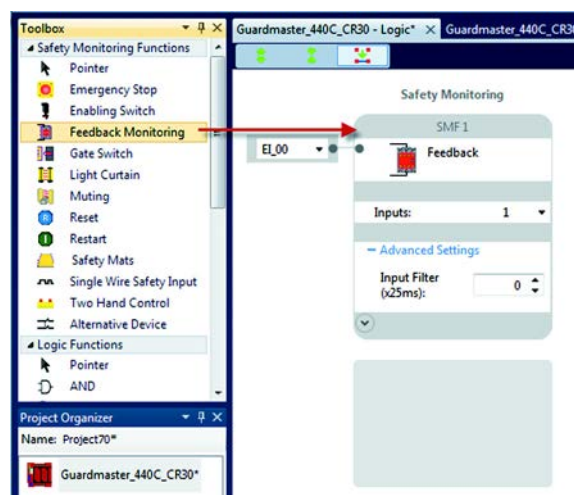 Toolbox
Guardmaster_440C_CR30 - Logic*
Guardmaster_440C_CR3
Safety Monitoring Functions
Pointer
Emergency Stop
Enabling Switch
Feedback Monitoring
Gate Switch
Light Curtain
Muting
Reset
Restart
Safety Mats
Single Wire Safety Input
Two Hand Control
Alternative Device
Logic Functions
Pointer
AND
Project Organizer
Name: Project70*
Guardmaster_440C_CR30*
Safety Monitoring
SMF 1
EI_00
Feedback
Inputs: 1
Advanced Settings
Input Filter
(x25ms): 0